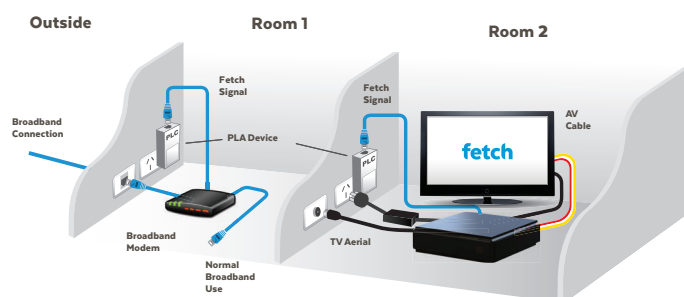 Outside
Room 1
Room 2
Fetch
Signal
Fetch
Signal
AV
Cable
Broadband
Connection
PLC
PLA Device
PLC
fetch
Broadband
Modem
TV Aerial
Normal
Broadband
Use